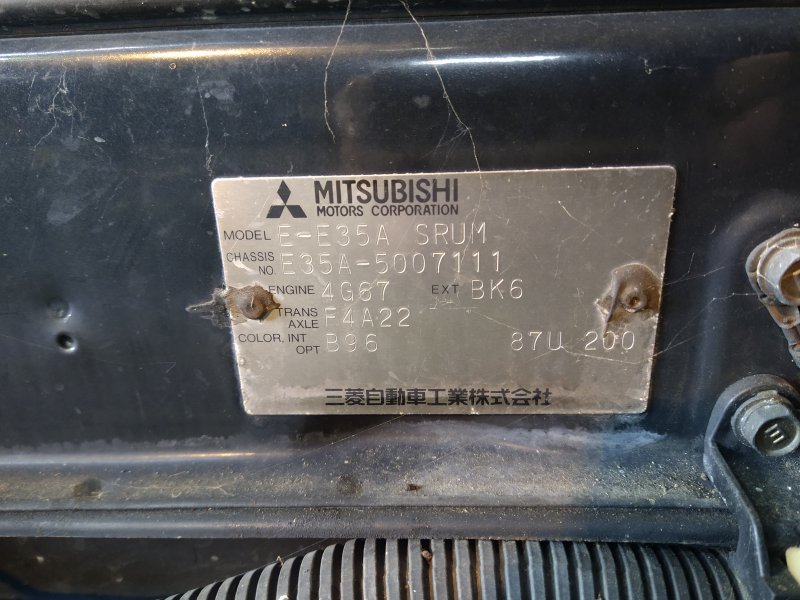 MITSUBISHI
MOTORS CORPORATION
MODEL E-E35A SRUM
CHASSIS NO. E35A-5007111
ENGINE 4G67 EXT BK6
TRANS AXLE F4A22
COLOR, INT OPT B96 87U 200
三菱自動車工業株式会社